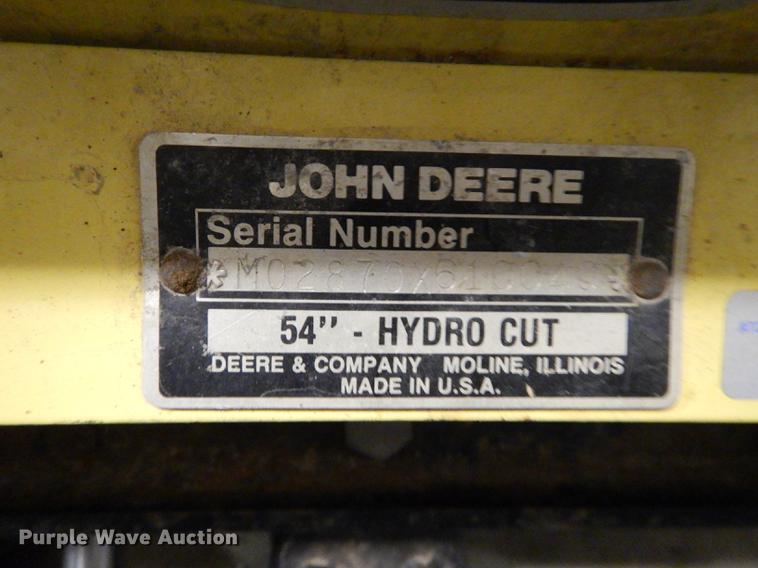 JOHN DEERE
Serial Number
54" - HYDRO CUT
DEERE & COMPANY MOLINE, ILLINOIS
MADE IN U.S.A.
Purple Wave Auction